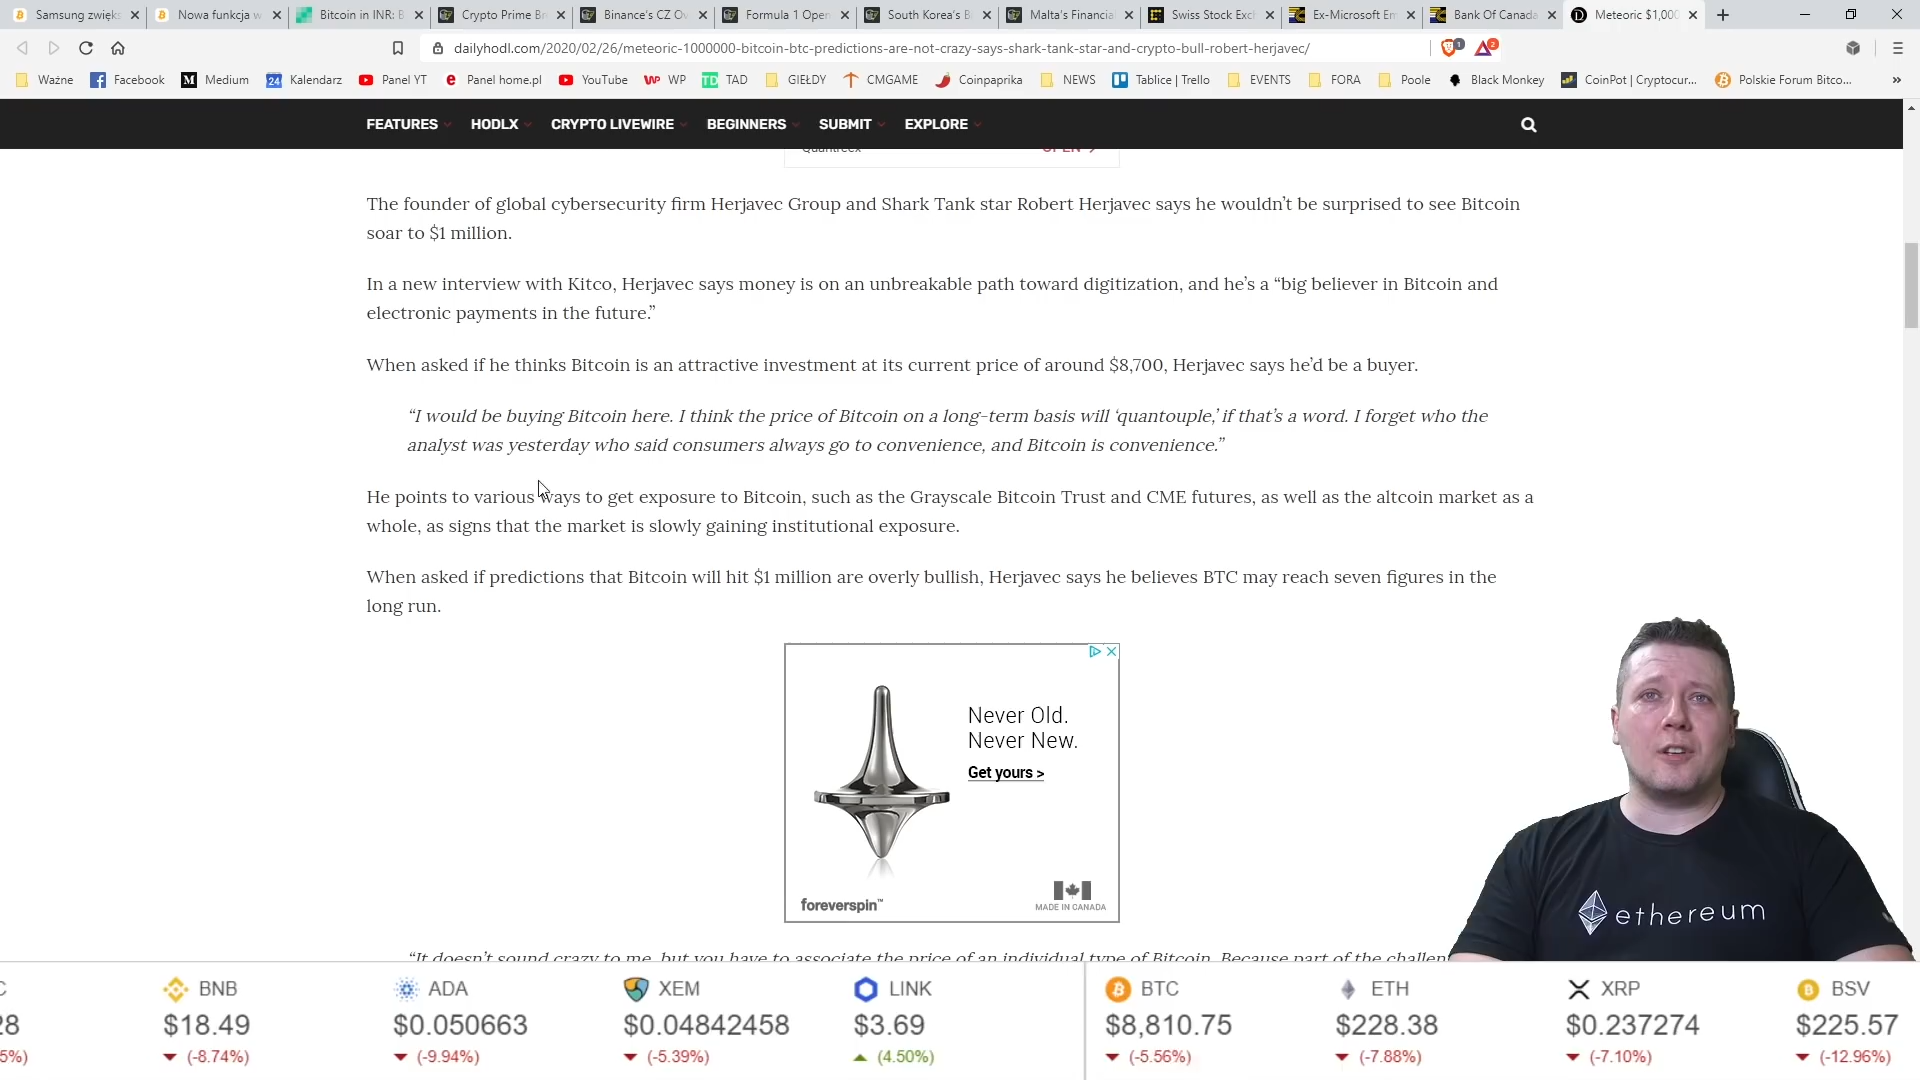 Samsung zwięks
Nowa funkcja w
Bitcoin in INR: B
Crypto Prime Br
Binance's CZ Ov
Formula 1 Open
South Korea's B
Malta's Financia
Swiss Stock Exc
Ex-Microsoft Em
Bank Of Canada
Meteoric $1,000
dailyhodl.com/2020/02/26/meteoric-1000000-bitcoin-btc-predictions-are-not-crazy-says-shark-tank-star-and-crypto-bull-robert-herjavec/
1
2
Ważne
Facebook
Medium
24
Kalendarz
Panel YT
Panel home.pl
YouTube
WP
TAD
GIEŁDY
CMGAME
Coinpaprika
NEWS
Tablice | Trello
EVENTS
FORA
Poole
Black Monkey
CoinPot | Cryptocur...
Polskie Forum Bitco...
FEATURES
HODLX
CRYPTO LIVEWIRE
BEGINNERS
SUBMIT
EXPLORE
Quantreex
OPEN
The founder of global cybersecurity firm Herjavec Group and Shark Tank star Robert Herjavec says he wouldn't be surprised to see Bitcoin
soar to $1 million.
In a new interview with Kitco, Herjavec says money is on an unbreakable path toward digitization, and he's a “big believer in Bitcoin and
electronic payments in the future.”
When asked if he thinks Bitcoin is an attractive investment at its current price of around $8,700, Herjavec says he'd be a buyer.
“I would be buying Bitcoin here. I think the price of Bitcoin on a long-term basis will ‘quantouple,’ if that's a word. I forget who the
analyst was yesterday who said consumers always go to convenience, and Bitcoin is convenience.”
He points to various ways to get exposure to Bitcoin, such as the Grayscale Bitcoin Trust and CME futures, as well as the altcoin market as a
whole, as signs that the market is slowly gaining institutional exposure.
When asked if predictions that Bitcoin will hit $1 million are overly bullish, Herjavec says he believes BTC may reach seven figures in the
long run.
Never Old.
Never New.
Get yours >
foreverspin™
MADE IN CANADA
“It doesn't sound crazy to me, but you have to associate the price of an individual type of Bitcoin. Because part of the challen
ethereum
C
BNB
ADA
XEM
LINK
BTC
ETH
XRP
BSV
28
$18.49
$0.050663
$0.04842458
$3.69
$8,810.75
$228.38
$0.237274
$225.57
5%)
(-8.74%)
(-9.94%)
(-5.39%)
(4.50%)
(-5.56%)
(-7.88%)
(-7.10%)
(-12.96%)